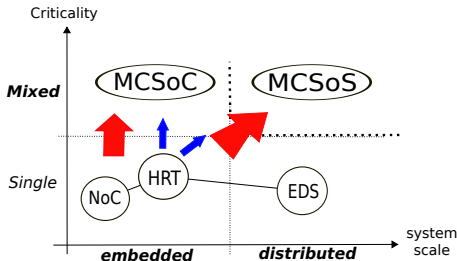 Criticality
Mixed
MCSoC
MCSoS
Single
NoC
HRT
EDS
system
scale
embedded
distributed